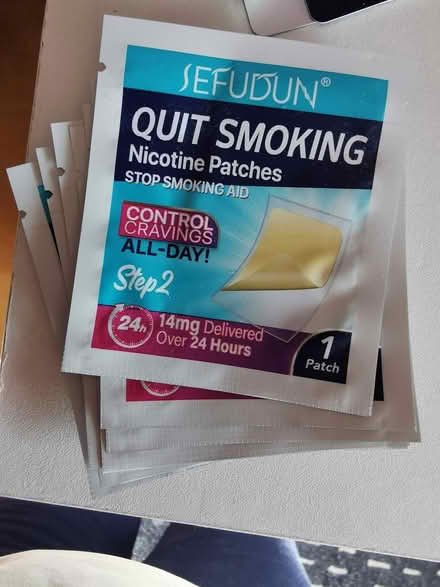 SEFUDUN®
QUIT SMOKING
Nicotine Patches
STOP SMOKING AID
CONTROL
CRAVINGS
ALL-DAY!
Step2
24h
14mg Delivered
Over 24 Hours
1
Patch